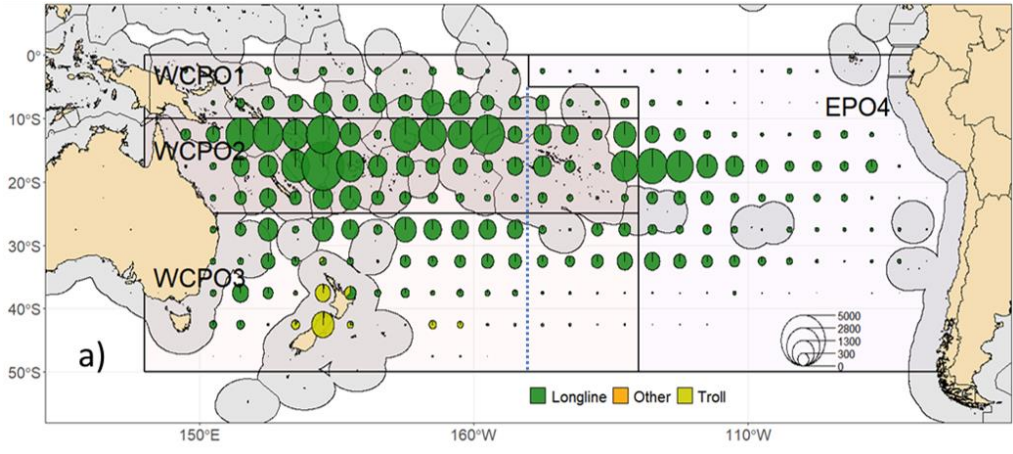 0°
WCPO1
EPO4
10°S
WCPO2
20°S
30°S
WCPO3
40°S
5000
2800
1300
300
0
a)
50°S
Longline Other Troll
150°E 160°W 110°W